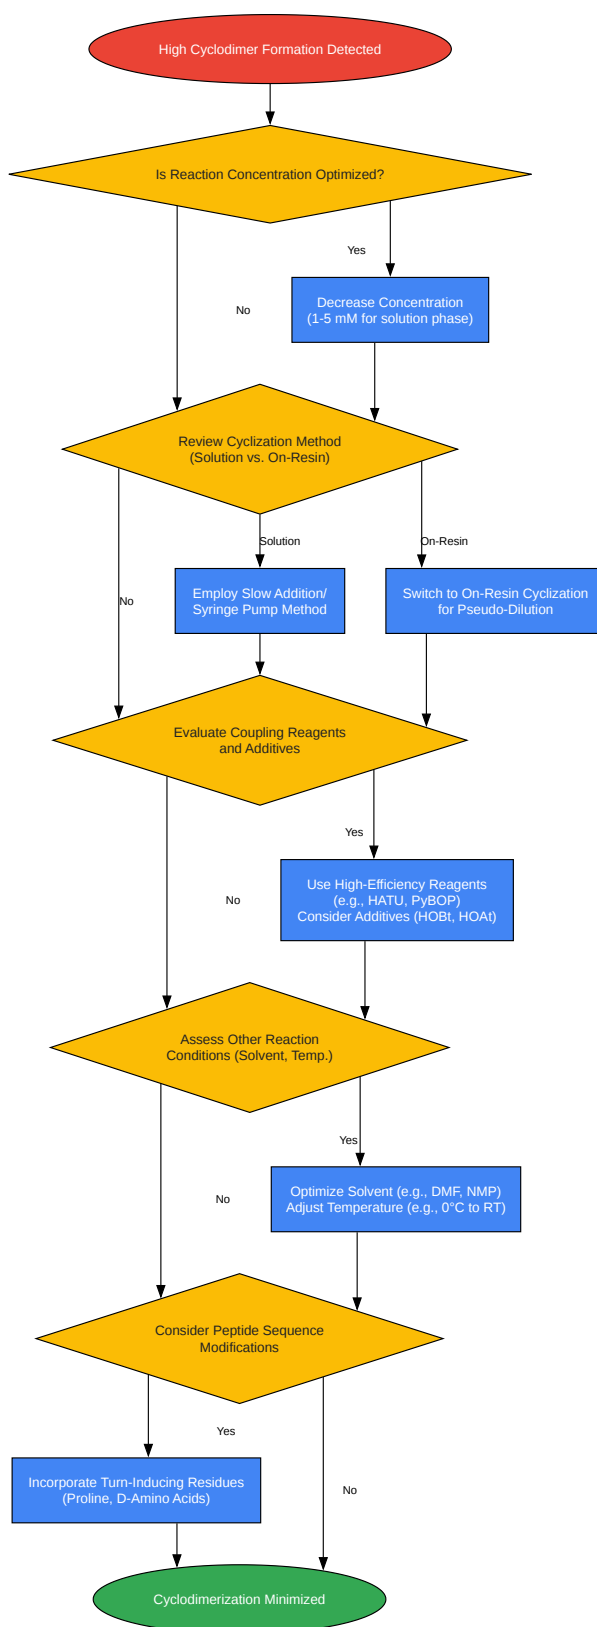 High Cyclodimer Formation Detected
Is Reaction Concentration Optimized?
Yes
No
Decrease Concentration
(1-5 mM for solution phase)
Review Cyclization Method
(Solution vs. On-Resin)
Solution
On-Resin
No
Employ Slow Addition/
Syringe Pump Method
Switch to On-Resin Cyclization
for Pseudo-Dilution
Evaluate Coupling Reagents
and Additives
Yes
No
Use High-Efficiency Reagents
(e.g., HATU, PyBOP)
Consider Additives (HOBt, HOAt)
Assess Other Reaction
Conditions (Solvent, Temp.)
Yes
No
Optimize Solvent (e.g., DMF, NMP)
Adjust Temperature (e.g., 0°C to RT)
Consider Peptide Sequence
Modifications
Yes
No
Incorporate Turn-Inducing Residues
(Proline, D-Amino Acids)
Cyclodimerization Minimized